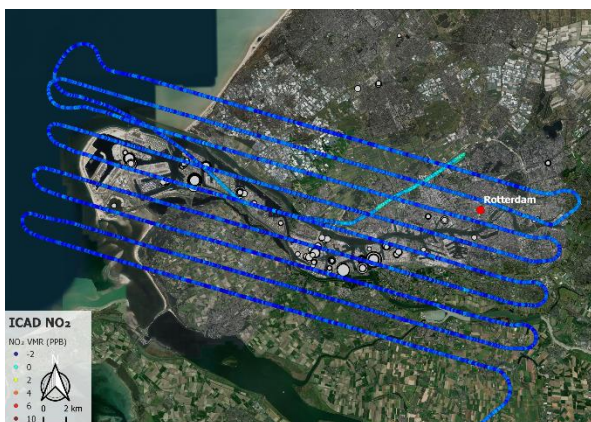 Rotterdam
ICAD NO₂
NO₂ VMR (PPB)
-2
0
2
4
6
10
N
0 2 km